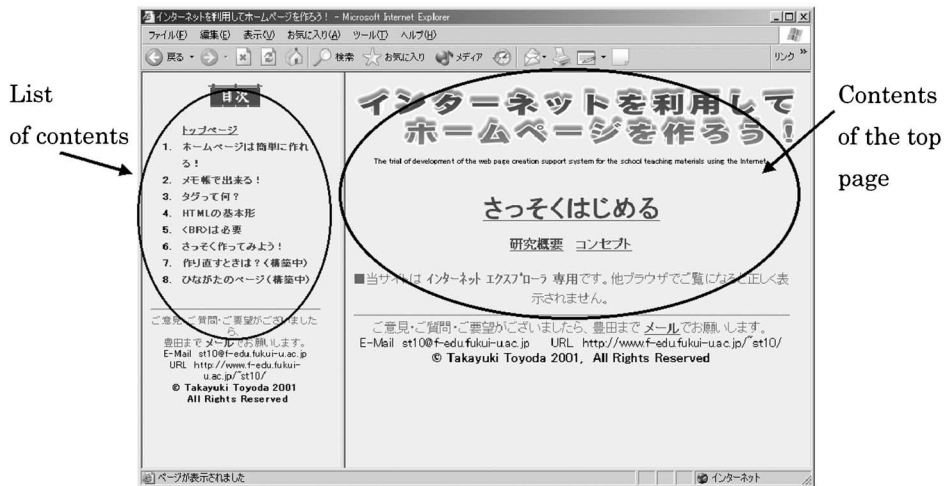 インターネットを利用してホームページを作ろう! - Microsoft Internet Explorer
ファイル(F) 編集(E) 表示(V) お気に入り(A) ツール(T) ヘルプ(H)
戻る 検索 お気に入り メディア リンク »
List
of contents
目次
トップページ
1. ホームページは簡単に作れ
る!
2. メモ帳で出来る!
3. タグって何?
4. HTMLの基本形
5. <BR>は必要
6. さっそく作ってみよう!
7. 作り直すときは?(構築中)
8. ひながたのページ(構築中)
ご意見・ご質問・ご要望がございました
ら、
豊田まで メールでお願いします。
E-Mail st10@f-edu.fukui-u.ac.jp
URL http://www.f-edu.fukui-
u.ac.jp/~st10/
© Takayuki Toyoda 2001
All Rights Reserved
インターネットを利用して
ホームページを作ろう!
The trial of development of the web page creation support system for the school teaching materials using the Internet
さっそくはじめる
研究概要 コンセプト
■当サイトは インターネット エクスプローラ 専用です。他ブラウザでご覧になると正しく表
示されません。
ご意見・ご質問・ご要望がございましたら、豊田まで メールでお願いします。
E-Mail st10@f-edu.fukui-u.ac.jp URL http://www.f-edu.fukui-u.ac.jp/~st10/
© Takayuki Toyoda 2001, All Rights Reserved
Contents
of the top
page
ページが表示されました インターネット